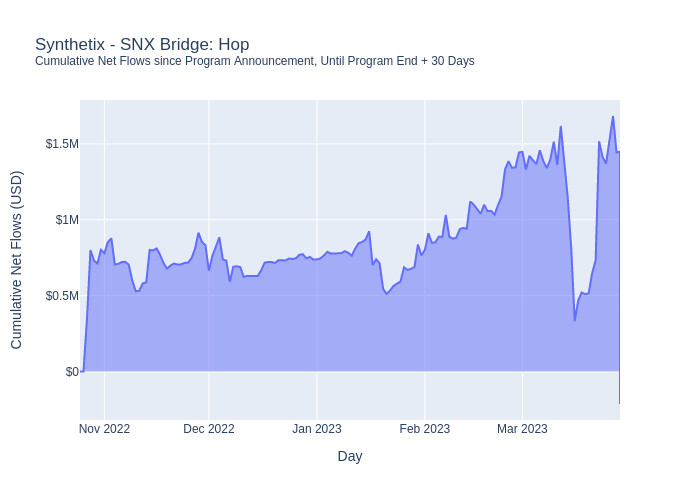 Synthetix - SNX Bridge: Hop
Cumulative Net Flows since Program Announcement, Until Program End + 30 Days
Cumulative Net Flows (USD)
$1.5M
$1M
$0.5M
$0
Nov 2022 Dec 2022 Jan 2023 Feb 2023 Mar 2023
Day